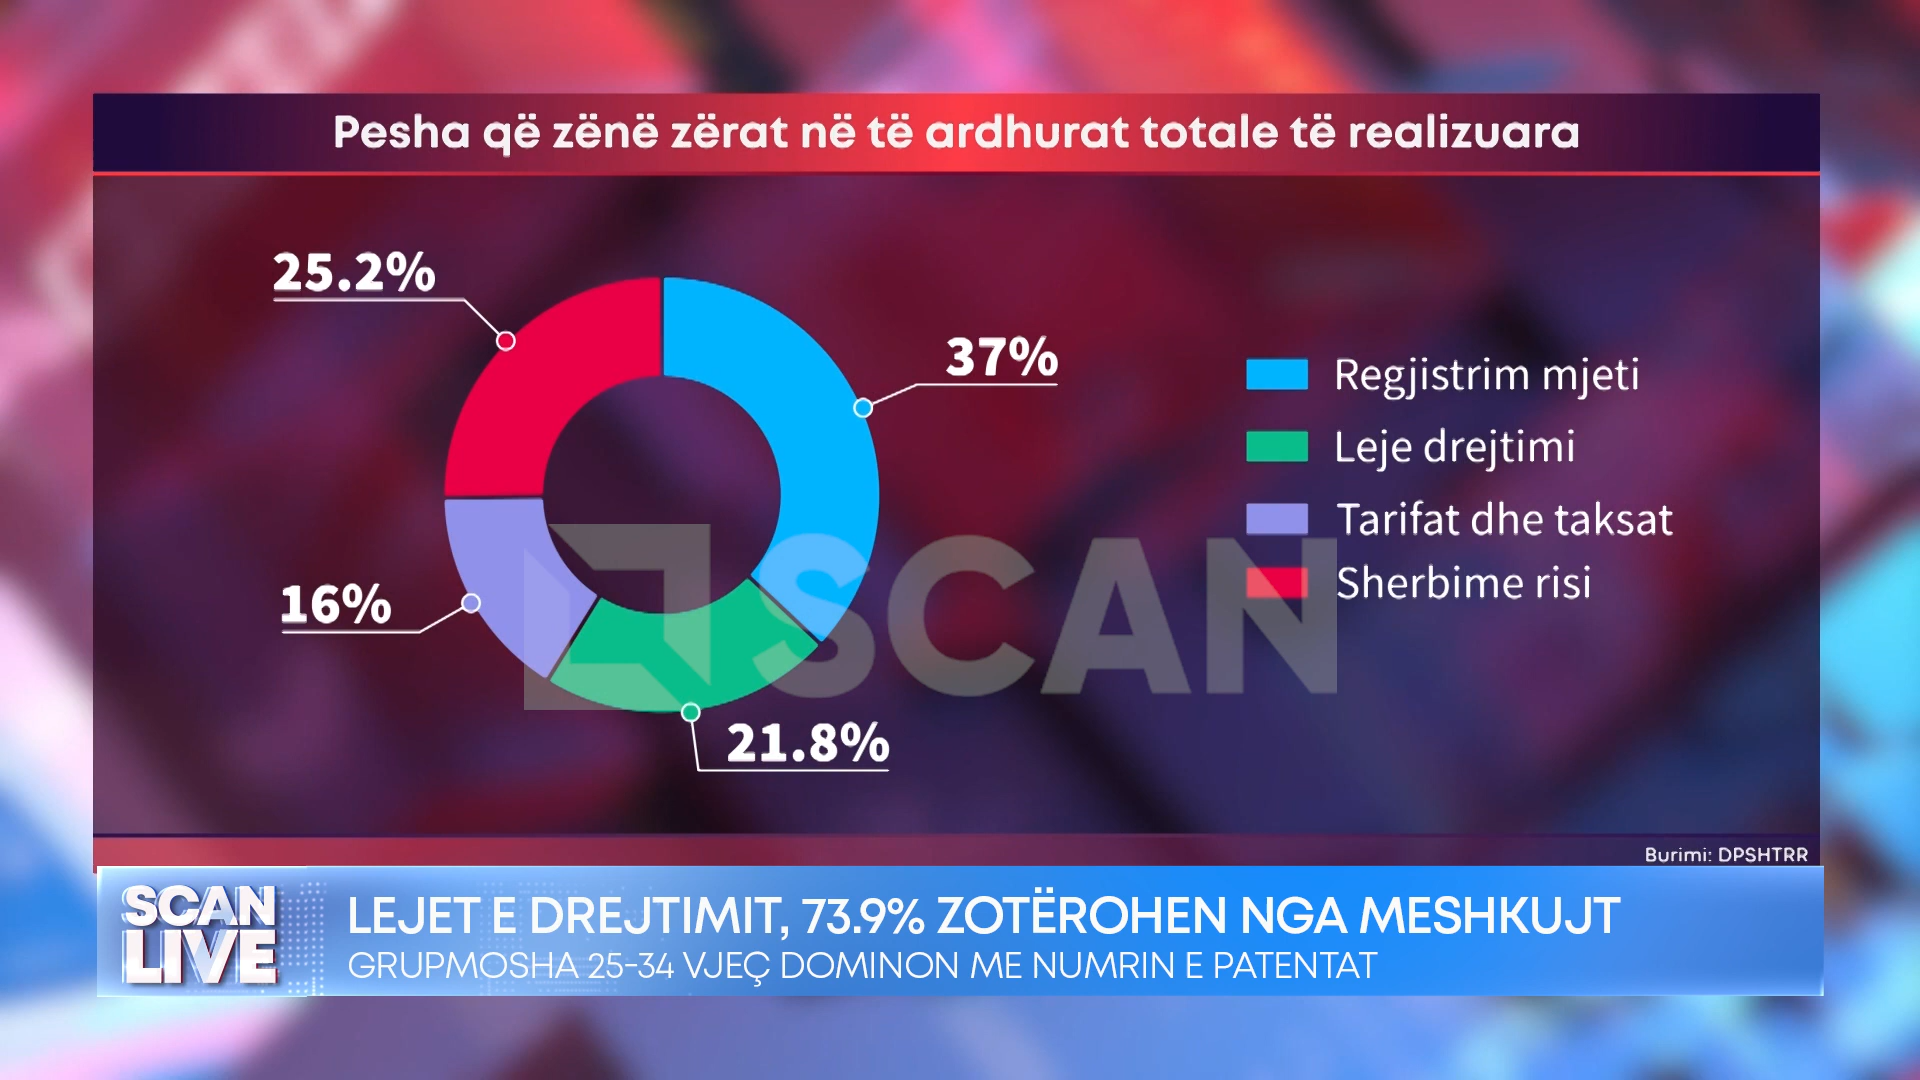 Pesha që zënë zërat në të ardhurat totale të realizuara
25.2%
37%
16%
21.8%
Regjistrim mjeti
Leje drejtimi
Tarifat dhe taksat
Sherbime risi
SCAN
Burimi: DPSHTRR
SCAN
LIVE
LEJET E DREJTIMIT, 73.9% ZOTËROHEN NGA MESHKUJT
GRUPMOSHA 25-34 VJEÇ DOMINON ME NUMRIN E PATENTAT